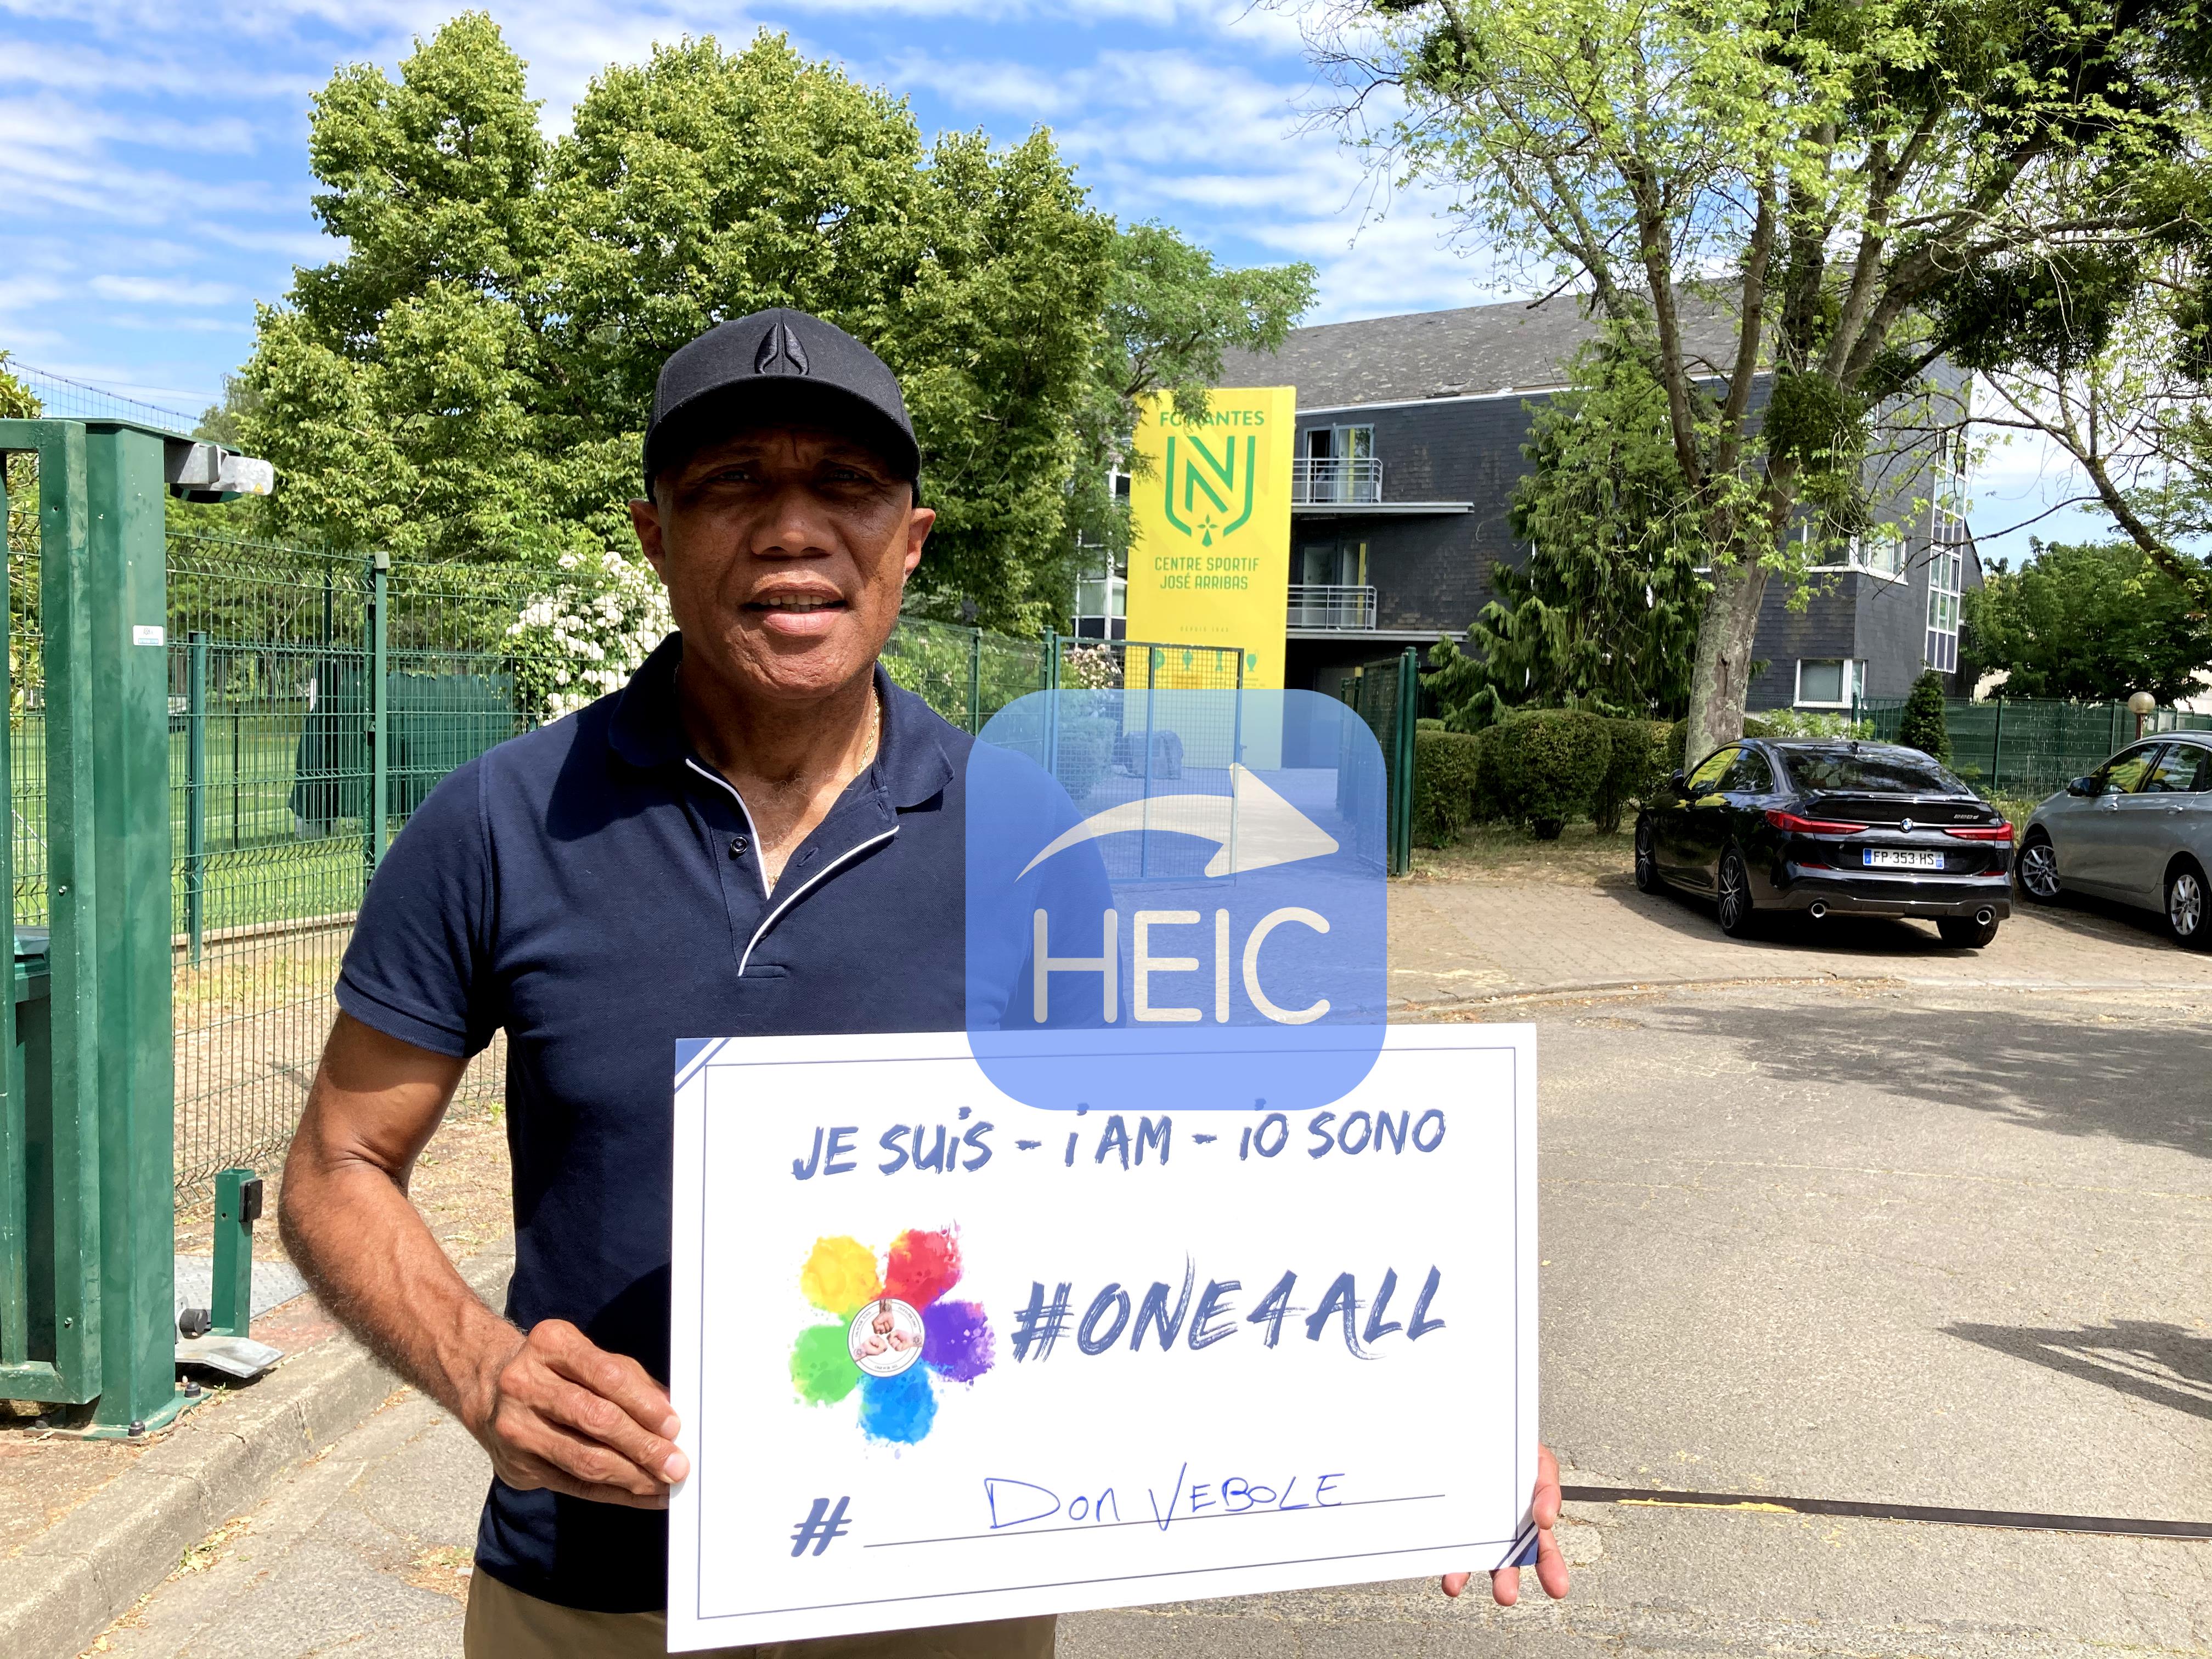 FC NANTES
CENTRE SPORTIF
JOSÉ ARRIBAS
FP 353 HS
HEIC
JE SUiS - i AM - iO SONO
#ONE4ALL
# Don VEBOLE